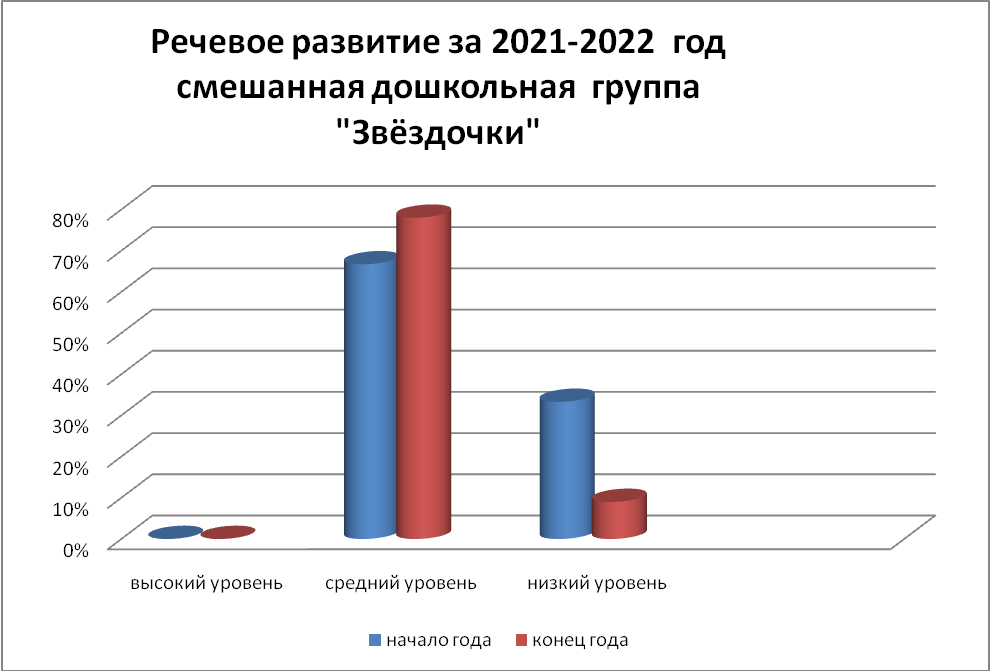 Речевое развитие за 2021-2022 год
смешанная дошкольная группа
"Звёздочки"
80%
70%
60%
50%
40%
30%
20%
10%
0%
высокий уровень средний уровень низкий уровень
начало года конец года